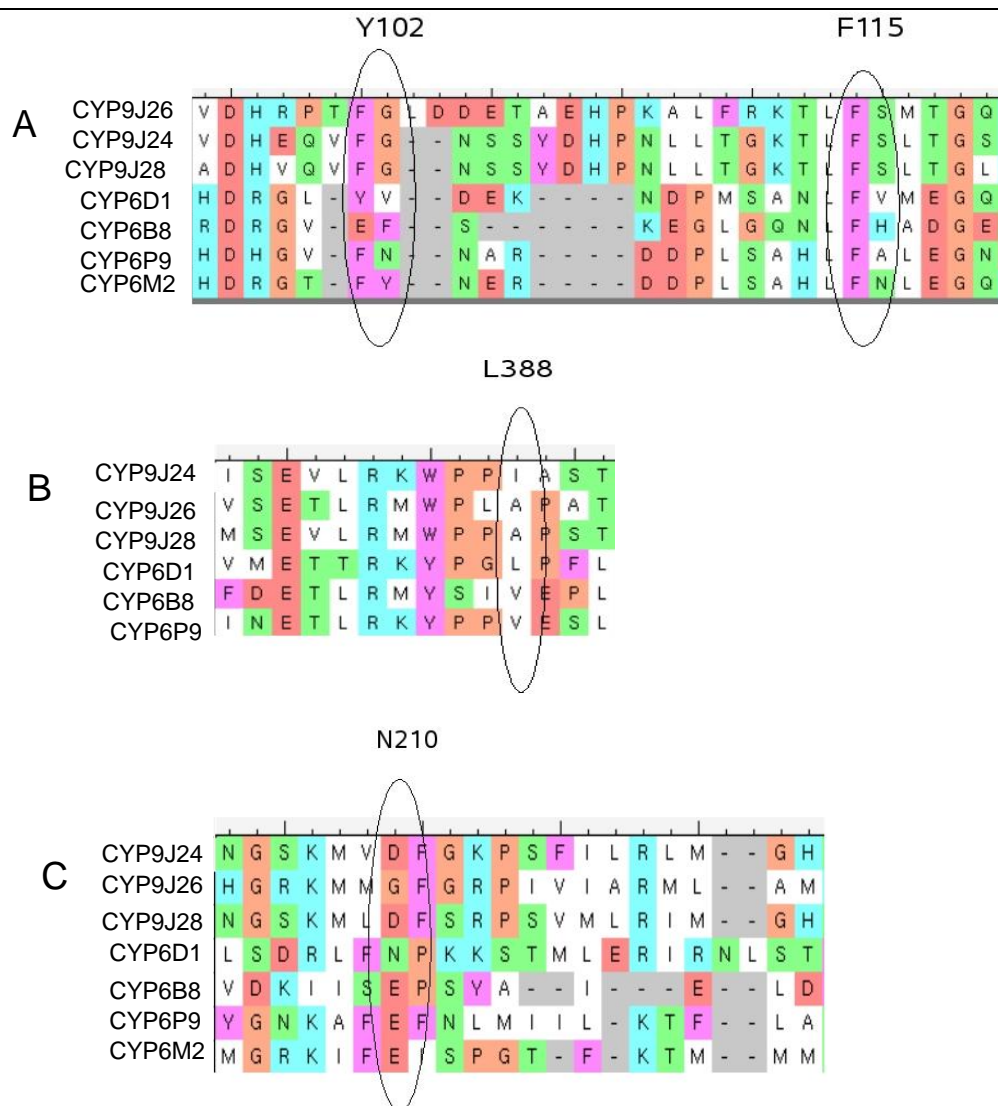 Y102 F115
A
CYP9J26 V D H R P T F G L D D E T A E H P K A L F R K T L F S M T G Q
CYP9J24 V D H E Q V F G - - N S S Y D H P N L L T G K T L F S L T G S
CYP9J28 A D H V Q V F G - - N S S Y D H P N L L T G K T L F S L T G L
CYP6D1 H D R G L - Y V - - D E K - - - - N D P M S A N L F V M E G Q
CYP6B8 R D R G V - E F - - S - - - - - - K E G L G Q N L F H A D G E
CYP6P9 H D H G V - F N - - N A R - - - - D D P L S A H L F A L E G N
CYP6M2 H D R G T - F Y - - N E R - - - - D D P L S A H L F N L E G Q
L388
B
CYP9J24 I S E V L R K W P P I A S T
CYP9J26 V S E T L R M W P L A P A T
CYP9J28 M S E V L R M W P P A P S T
CYP6D1 V M E T T R K Y P G L P F L
CYP6B8 F D E T L R M Y S I V E P L
CYP6P9 I N E T L R K Y P P V E S L
N210
C
CYP9J24 N G S K M V D F G K P S F I L R L M - - G H
CYP9J26 H G R K M M G F G R P I V I A R M L - - A M
CYP9J28 N G S K M L D F S R P S V M L R I M - - G H
CYP6D1 L S D R L F N P K K S T M L E R I R N L S T
CYP6B8 V D K I I S E P S Y A - - I - - - E - - L D
CYP6P9 Y G N K A F E F N L M I I L - K T F - - L A
CYP6M2 M G R K I F E I S P G T - F - K T M - - M M